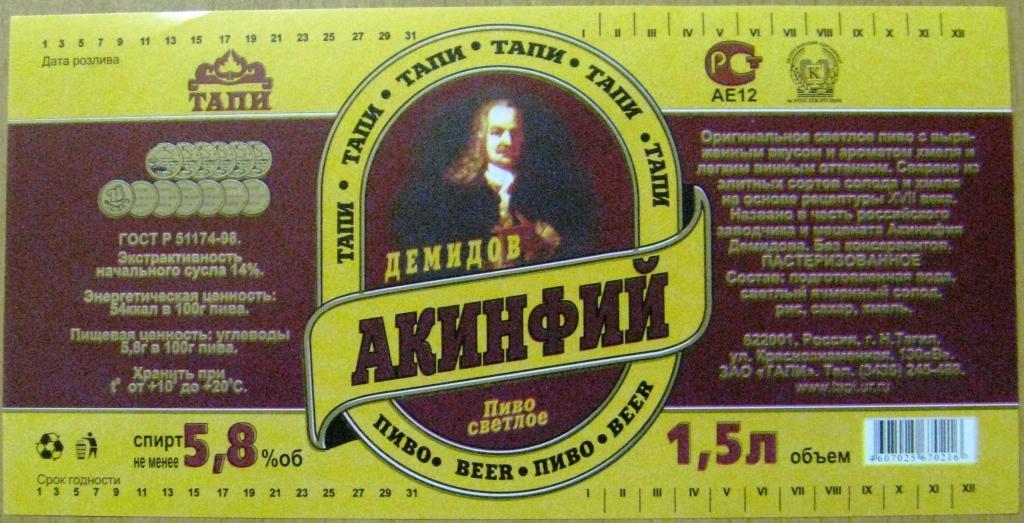 1 3 5 7 9 11 13 15 17 19 21 23 25 27 29 31
Дата розлива
ТАПИ
ГОСТ Р 51174-98.
Экстрактивность
начального сусла 14%.
Энергетическая ценность:
54ккал в 100г пива.
Пищевая ценность: углеводы
5,8г в 100г пива.
Хранить при
t° от +10° до +20°С.
спирт 5,8 %об
не менее
Срок годности
1 3 5 7 9 11 13 15 17 19 21 23 25 27 29 31
ТАПИ • ТАПИ • ТАПИ • ТАПИ • ТАПИ • ТАПИ
ДЕМИДОВ
АКИНФИЙ
Пиво
светлое
ПИВО • BEER • ПИВО • BEER
I II III IV V VI VII VIII IX X XI XII
РСТ
АЕ12
К
Оригинальное светлое пиво с выра-
женным вкусом и ароматом хмеля и
легким винным оттенком. Сварено из
элитных сортов солода и хмеля
на основе рецептуры XVII века.
Названо в честь российского
заводчика и мецената Акинфия
Демидова. Без консервантов.
ПАСТЕРИЗОВАННОЕ
Состав: подготовленная вода,
светлый ячменный солод,
рис, сахар, хмель.
622001, Россия, г. Н.Тагил,
ул. Краснознаменная, 130«В».
ЗАО «ТАПИ». Тел. (3435) 245-488.
www.tapi.ur.ru
1,5л объем
4607025 670216
I II III IV V VI VII VIII IX X XI XII